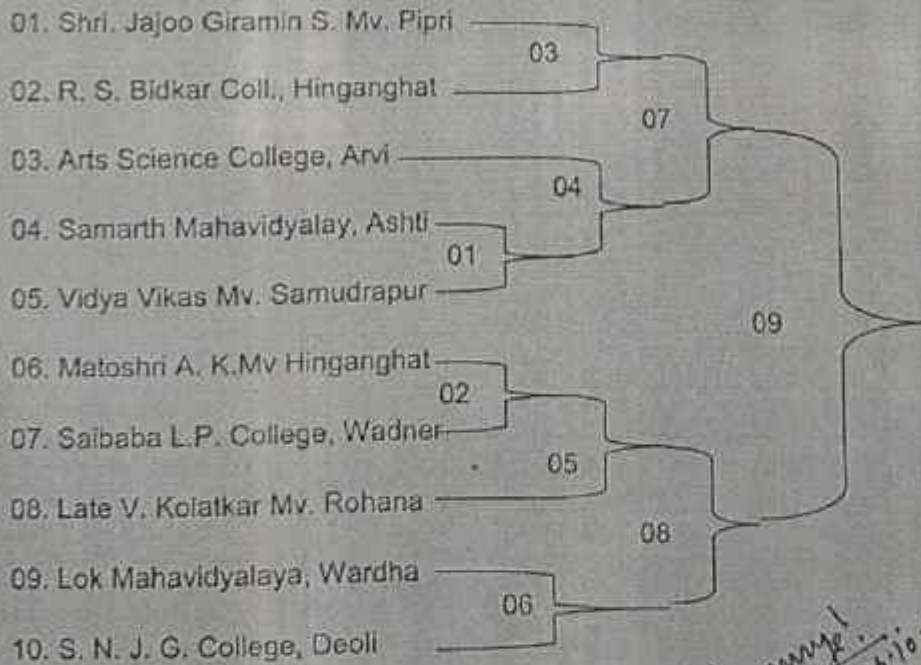 01. Shri. Jajoo Giramin S. Mv. Pipri
03
02. R. S. Bidkar Coll., Hinganghat
07
03. Arts Science College, Arvi
04
04. Samarth Mahavidyalay, Ashti
01
05. Vidya Vikas Mv. Samudrapur
09
06. Matoshri A. K.Mv Hinganghat
02
07. Saibaba L.P. College, Wadner
05
08. Late V. Kolatkar Mv. Rohana
08
09. Lok Mahavidyalaya, Wardha
06
10. S. N. J. G. College, Deoli